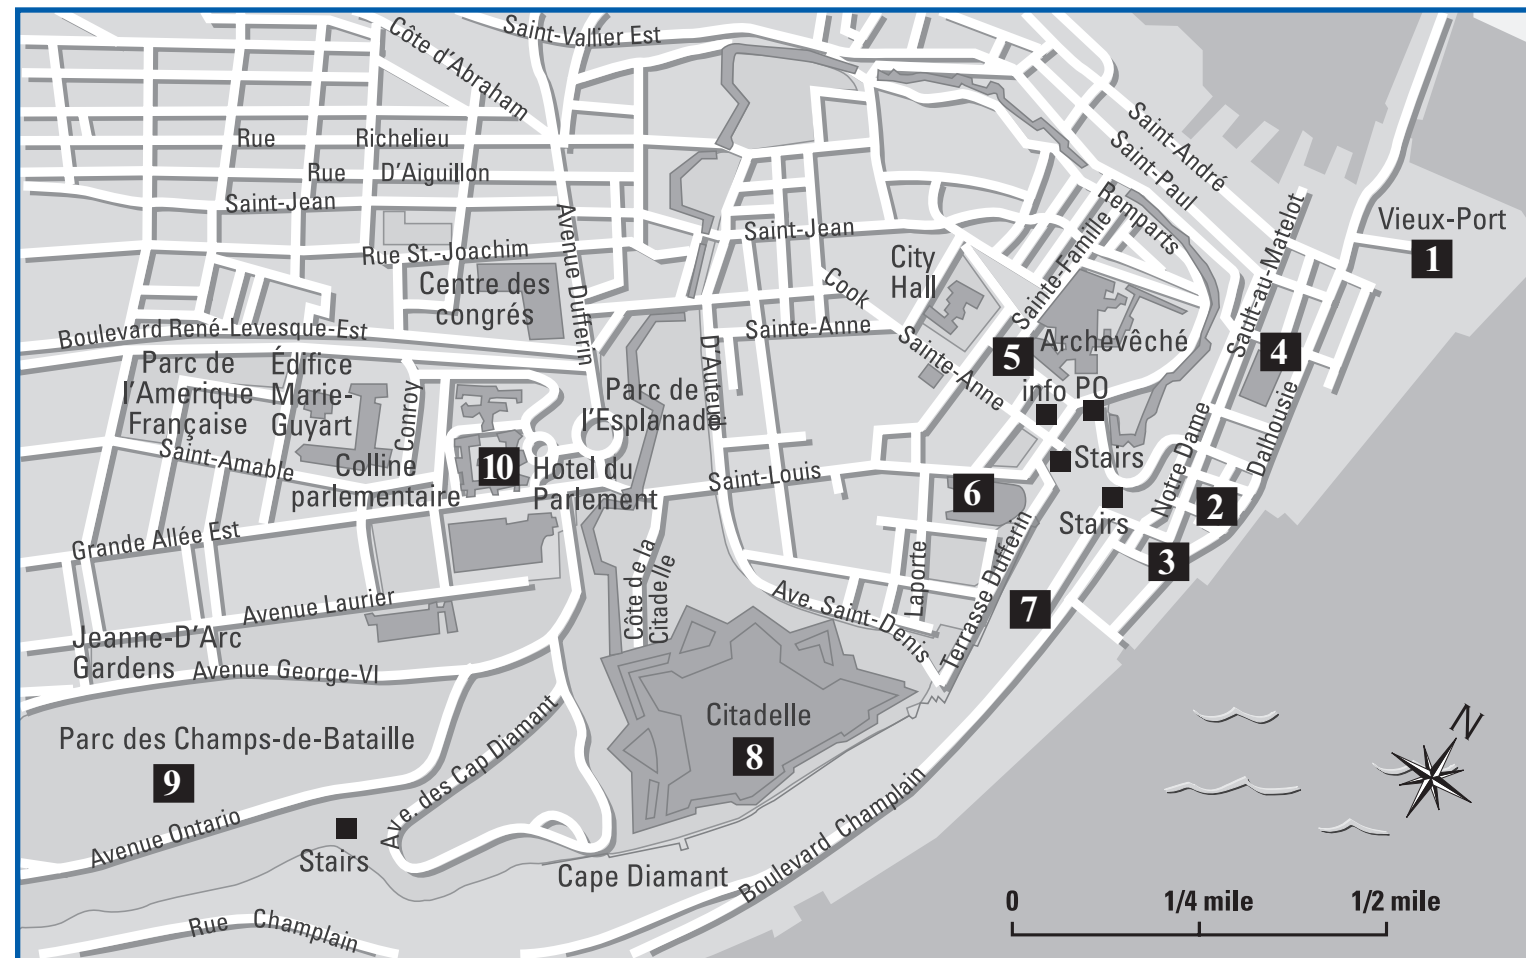 Côte d'Abraham
Saint-Vallier Est
Rue Richelieu
Rue D'Aiguillon
Saint-Jean
Avenue Dufferin
Rue St.-Joachim
Centre des
congrés
Boulevard René-Levesque-Est
Parc de
l'Amerique
Française
Édifice
Marie-
Guyart
Conroy
Saint-Amable
Colline
parlementaire
10
Hotel du
Parlement
Parc de
l'Esplanade
D'Auteuil
Saint-Jean
Cook
Sainte-Anne
City
Hall
Sainte-Anne
Sainte-Famille
Remparts
Saint-Paul
Saint-André
Sault-au-Matelot
Vieux-Port
1
Archevêché
5
4
info
PO
Stairs
Stairs
Notre Dame
Dalhousie
2
3
Saint-Louis
6
Terrasse Dufferin
7
Laporte
Ave. Saint-Denis
Côte de la
Citadelle
Grande Allée Est
Avenue Laurier
Jeanne-D'Arc
Gardens
Avenue George-VI
Parc des Champs-de-Bataille
9
Avenue Ontario
Stairs
Ave. des Cap Diamant
Citadelle
8
Cape Diamant
Boulevard Champlain
Rue Champlain
N
0 1/4 mile 1/2 mile